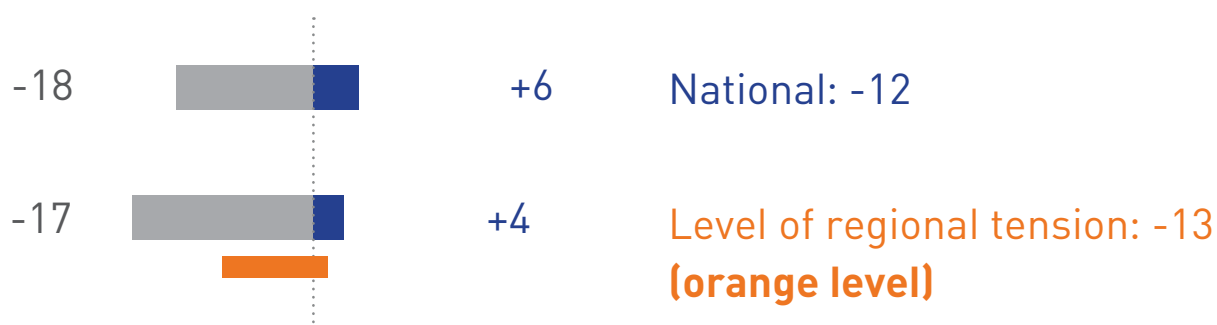 -18 +6 National: -12
-17 +4 Level of regional tension: -13
(orange level)